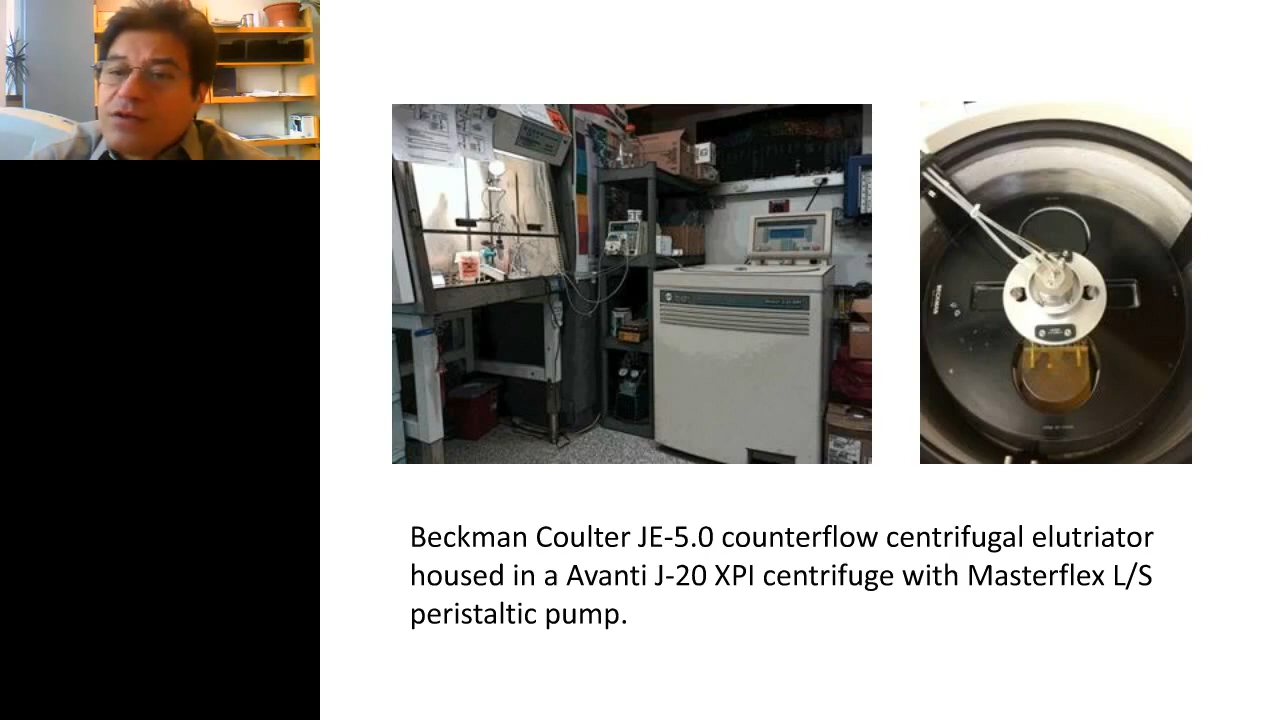 Beckman Coulter JE-5.0 counterflow centrifugal elutriator
housed in a Avanti J-20 XPI centrifuge with Masterflex L/S
peristaltic pump.